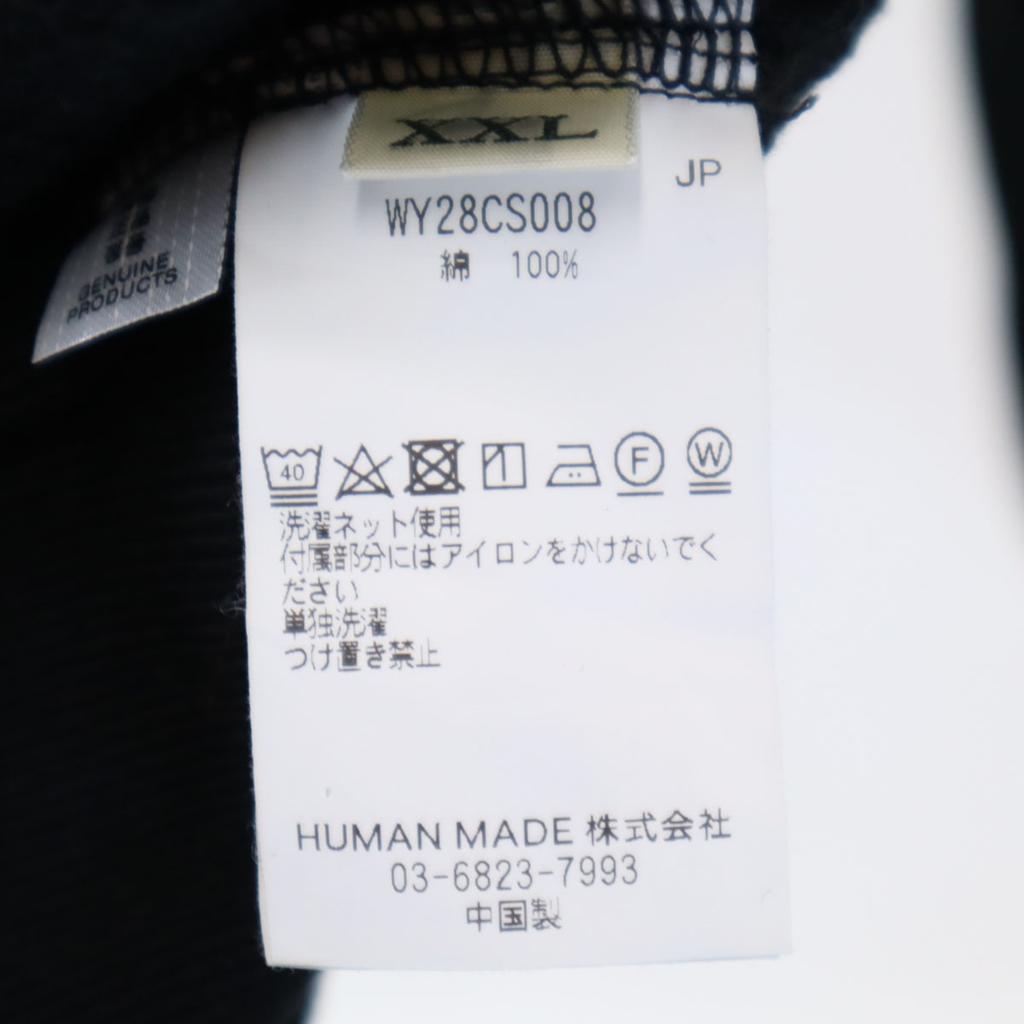 XXL
JP
WY28CS008
綿 100%
GENUINE
PRODUCTS
40
F
W
洗濯ネット使用
付属部分にはアイロンをかけないでく
ださい
単独洗濯
つけ置き禁止
HUMAN MADE 株式会社
03-6823-7993
中国製